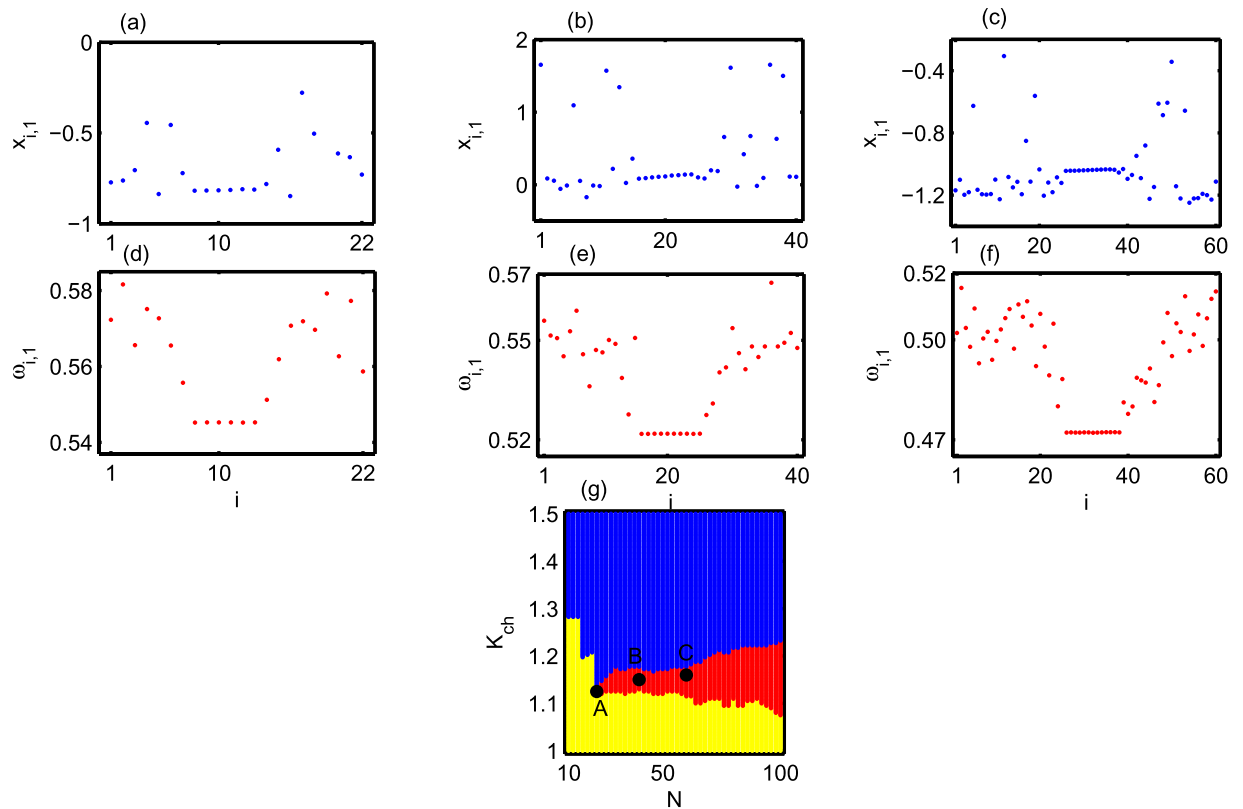 (a)
0
−0.5
−1
x_{i,1}
1
10
22
(b)
2
1
0
x_{i,1}
1
20
40
(c)
−0.4
−0.8
−1.2
x_{i,1}
1
20
40
60
(d)
0.58
0.56
0.54
ω_{i,1}
1
10
22
i
(e)
0.57
0.55
0.52
ω_{i,1}
1
20
40
i
(f)
0.52
0.50
0.47
ω_{i,1}
1
20
40
60
i
(g)
1.5
1.4
1.3
1.2
1.1
1
K_{ch}
A
B
C
10
50
100
N